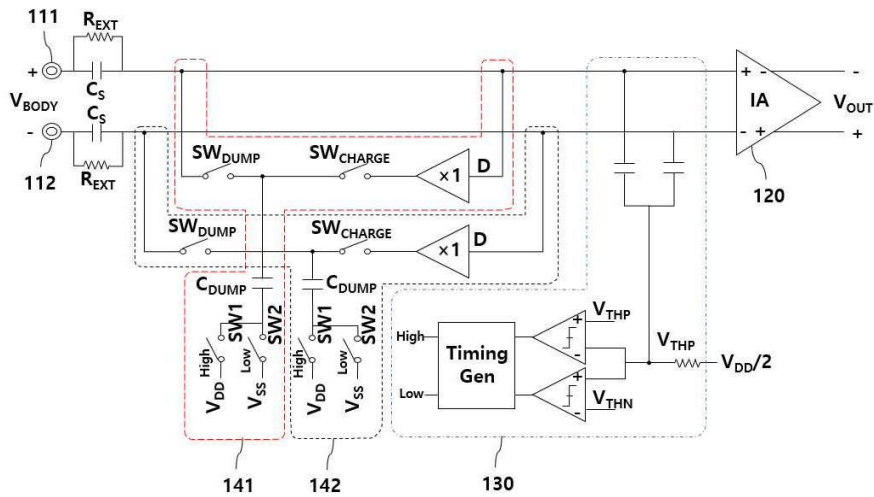 111
R_EXT
+
C_S
V_BODY
C_S
-
112
R_EXT
+ -
IA
- +
-
V_OUT
+
120
SW_DUMP
SW_CHARGE
×1
D
SW_DUMP
SW_CHARGE
×1
D
C_DUMP
C_DUMP
SW1
SW2
SW1
SW2
High
Low
High
Low
V_DD
V_SS
V_DD
V_SS
High
Low
Timing
Gen
+
-
+
-
V_THP
V_THN
V_THP
V_DD/2
141
142
130